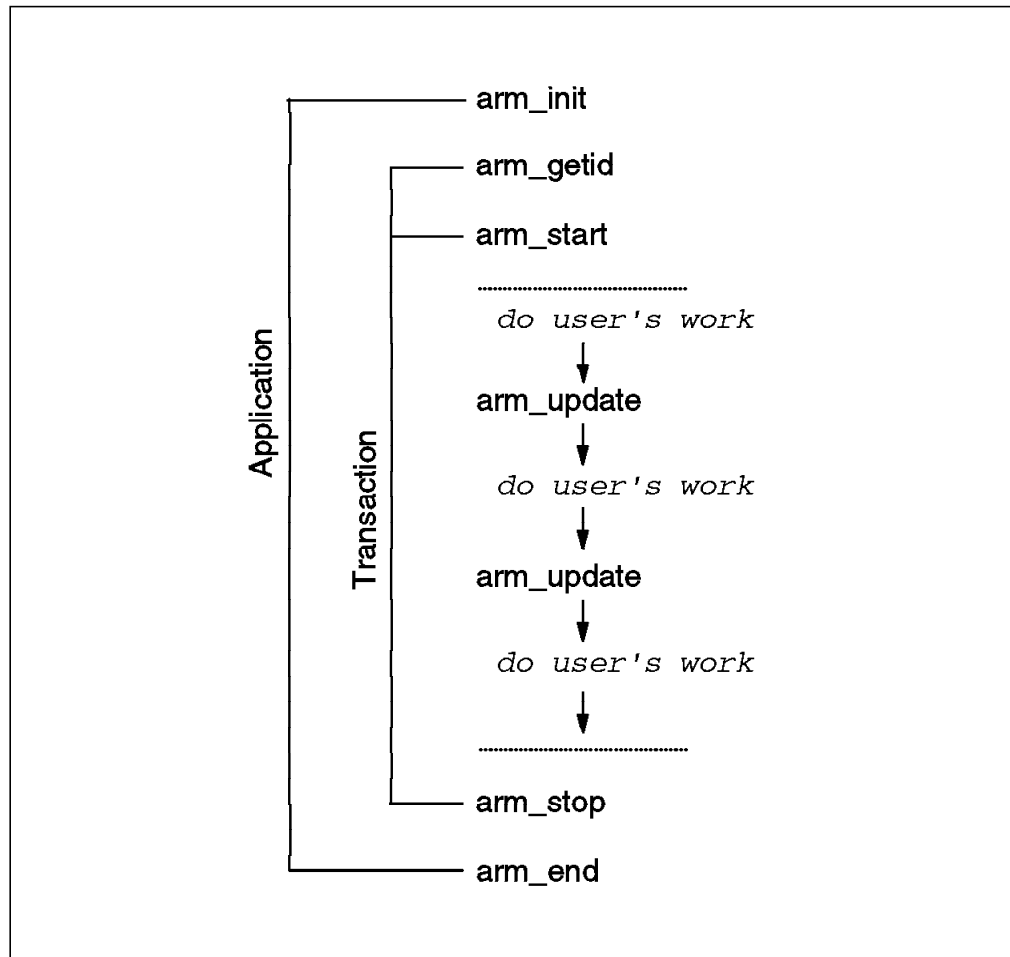 arm_init
arm_getid
arm_start
do user's work
arm_update
do user's work
arm_update
do user's work
arm_stop
arm_end
Application
Transaction